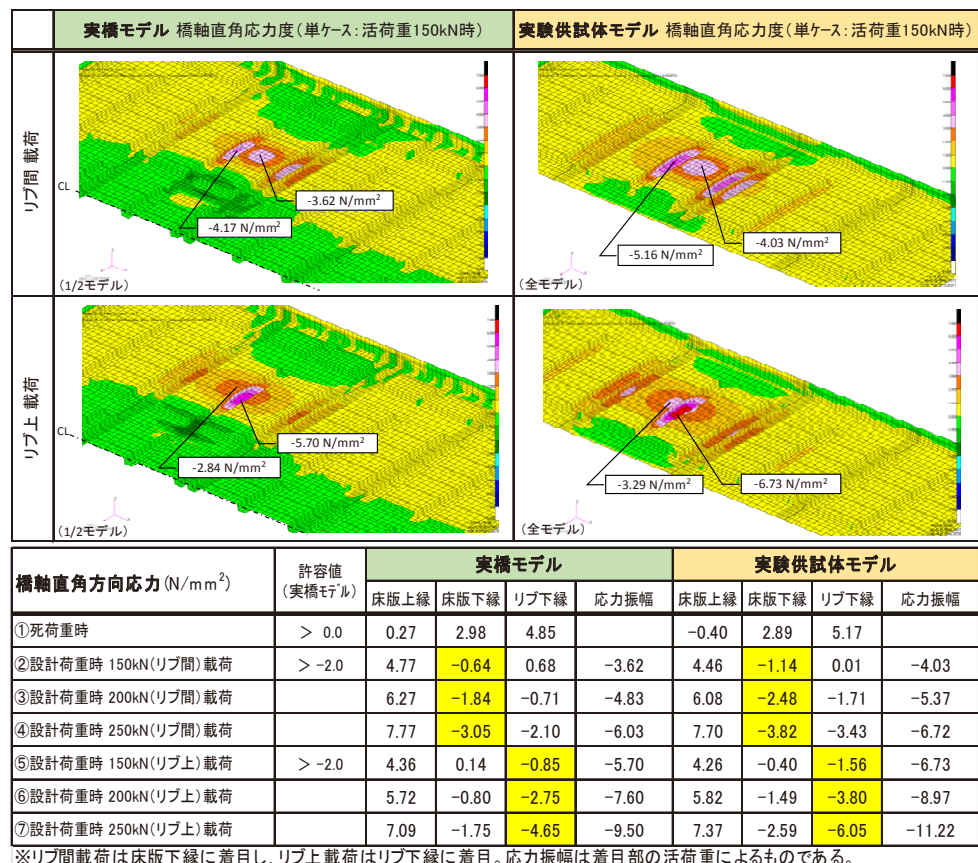 実橋モデル 橋軸直角応力度(単ケース:活荷重150kN時)
実験供試体モデル 橋軸直角応力度(単ケース:活荷重150kN時)
リブ間 載荷
CL
-3.62 N/mm²
-4.17 N/mm²
(1/2モデル)
-4.03 N/mm²
-5.16 N/mm²
(全モデル)
リブ上 載荷
CL
-5.70 N/mm²
-2.84 N/mm²
(1/2モデル)
-3.29 N/mm²
-6.73 N/mm²
(全モデル)
橋軸直角方向応力(N/mm²) 許容値(実橋モデル) 実橋モデル 実験供試体モデル
床版上縁 床版下縁 リブ下縁 応力振幅 床版上縁 床版下縁 リブ下縁 応力振幅
①死荷重時 > 0.0 0.27 2.98 4.85 -0.40 2.89 5.17
②設計荷重時 150kN(リブ間)載荷 > -2.0 4.77 -0.64 0.68 -3.62 4.46 -1.14 0.01 -4.03
③設計荷重時 200kN(リブ間)載荷 6.27 -1.84 -0.71 -4.83 6.08 -2.48 -1.71 -5.37
④設計荷重時 250kN(リブ間)載荷 7.77 -3.05 -2.10 -6.03 7.70 -3.82 -3.43 -6.72
⑤設計荷重時 150kN(リブ上)載荷 > -2.0 4.36 0.14 -0.85 -5.70 4.26 -0.40 -1.56 -6.73
⑥設計荷重時 200kN(リブ上)載荷 5.72 -0.80 -2.75 -7.60 5.82 -1.49 -3.80 -8.97
⑦設計荷重時 250kN(リブ上)載荷 7.09 -1.75 -4.65 -9.50 7.37 -2.59 -6.05 -11.22
※リブ間載荷は床版下縁に着目し、リブ上載荷はリブ下縁に着目。応力振幅は着目部の活荷重によるものである。